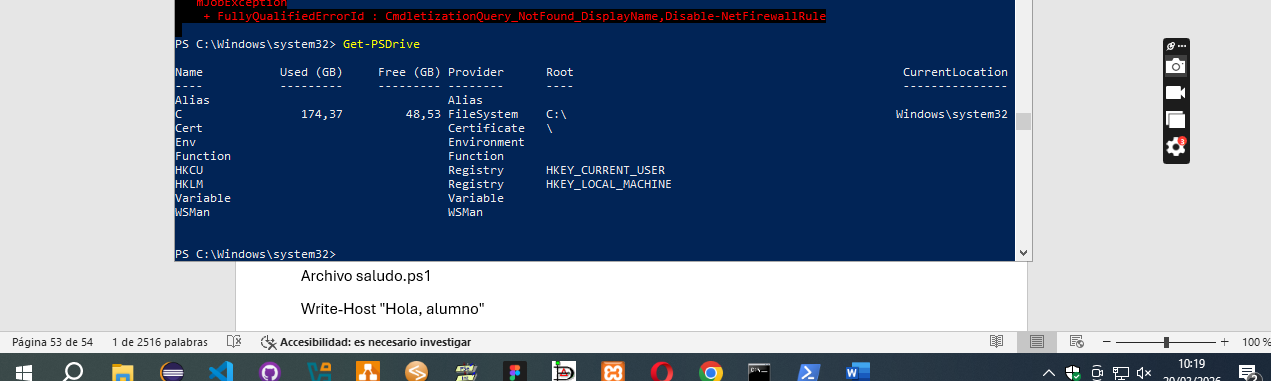 mJobException
+ FullyQualifiedErrorId : CmdletizationQuery_NotFound_DisplayName,Disable-NetFirewallRule
PS C:\Windows\system32> Get-PSDrive
Name Used (GB) Free (GB) Provider Root CurrentLocation
---- --------- --------- -------- ---- ---------------
Alias Alias
C 174,37 48,53 FileSystem C:\ Windows\system32
Cert Certificate \
Env Environment
Function Function
HKCU Registry HKEY_CURRENT_USER
HKLM Registry HKEY_LOCAL_MACHINE
Variable Variable
WSMan WSMan
PS C:\Windows\system32>
Archivo saludo.ps1
Write-Host "Hola, alumno"
Página 53 de 54 1 de 2516 palabras Accesibilidad: es necesario investigar 100 %
10:19